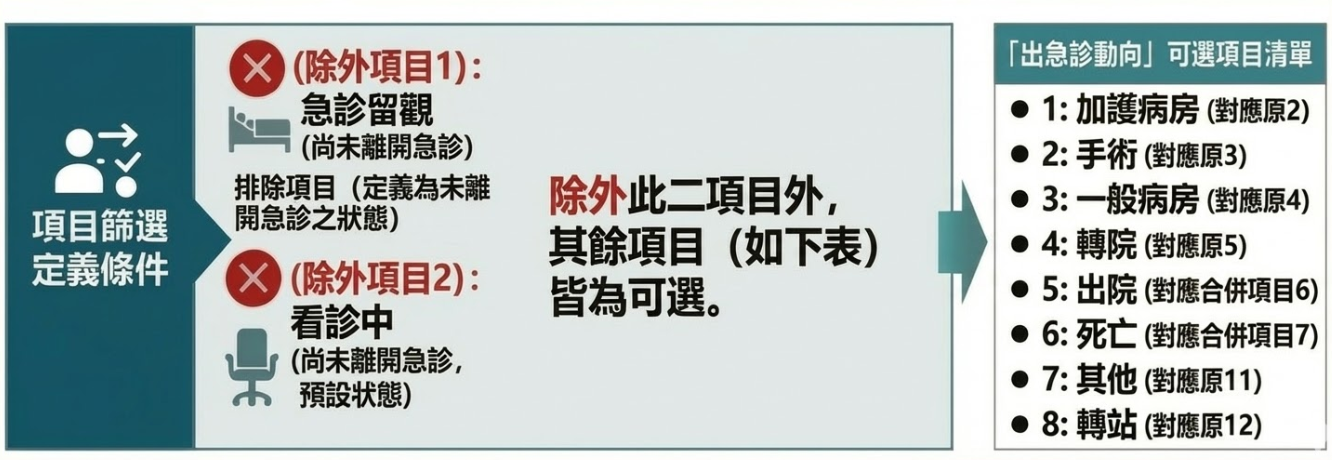 項目篩選
定義條件
(除外項目1)：
急診留觀
(尚未離開急診)
排除項目（定義為未離
開急診之狀態）
(除外項目2)：
看診中
(尚未離開急診，
預設狀態)
除外此二項目外，
其餘項目（如下表）
皆為可選。
「出急診動向」可選項目清單
● 1: 加護病房 (對應原2)
● 2: 手術 (對應原3)
● 3: 一般病房 (對應原4)
● 4: 轉院 (對應原5)
● 5: 出院 (對應合併項目6)
● 6: 死亡 (對應合併項目7)
● 7: 其他 (對應原11)
● 8: 轉站 (對應原12)